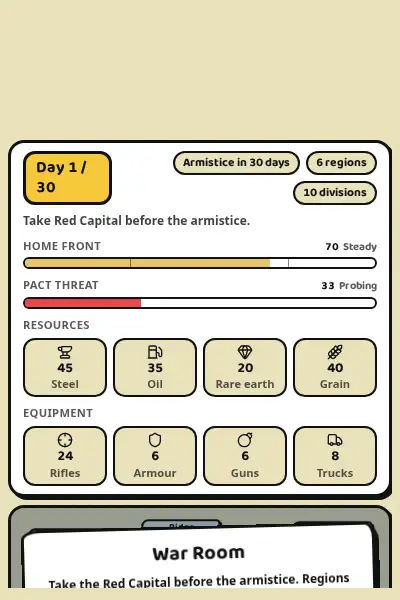 Day 1 / 30
Armistice in 30 days
6 regions
10 divisions
Take Red Capital before the armistice.
HOME FRONT
70 Steady
PACT THREAT
33 Probing
RESOURCES
45 Steel
35 Oil
20 Rare earth
40 Grain
EQUIPMENT
24 Rifles
6 Armour
6 Guns
8 Trucks
War Room
Take the Red Capital before the armistice. Regions